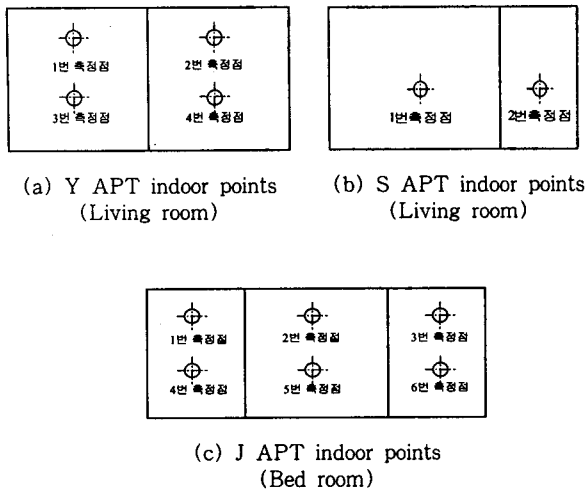 1번 측정점
2번 측정점
3번 측정점
4번 측정점
(a) Y APT indoor points
(Living room)
1번측정점
2번측정점
(b) S APT indoor points
(Living room)
1번 측정점
2번 측정점
3번 측정점
4번 측정점
5번 측정점
6번 측정점
(c) J APT indoor points
(Bed room)